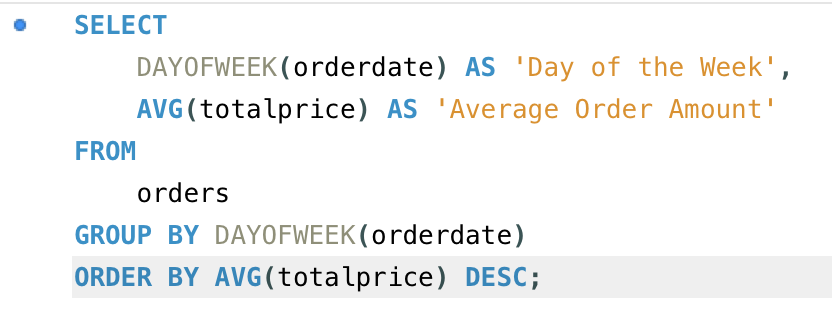 SELECT
DAYOFWEEK(orderdate) AS 'Day of the Week',
AVG(totalprice) AS 'Average Order Amount'
FROM
orders
GROUP BY DAYOFWEEK(orderdate)
ORDER BY AVG(totalprice) DESC;